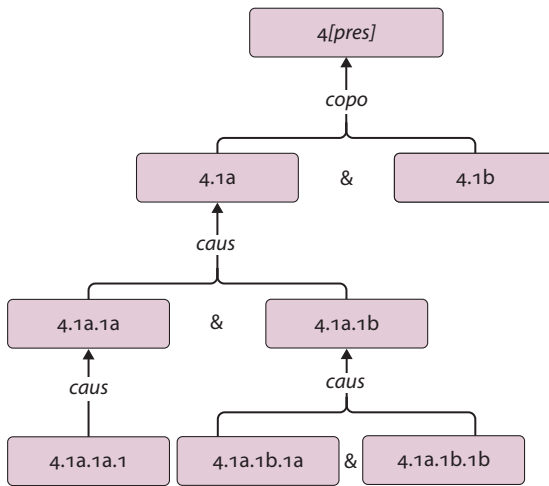 4[pres]
copo
4.1a & 4.1b
caus
4.1a.1a & 4.1a.1b
caus caus
4.1a.1a.1 4.1a.1b.1a & 4.1a.1b.1b